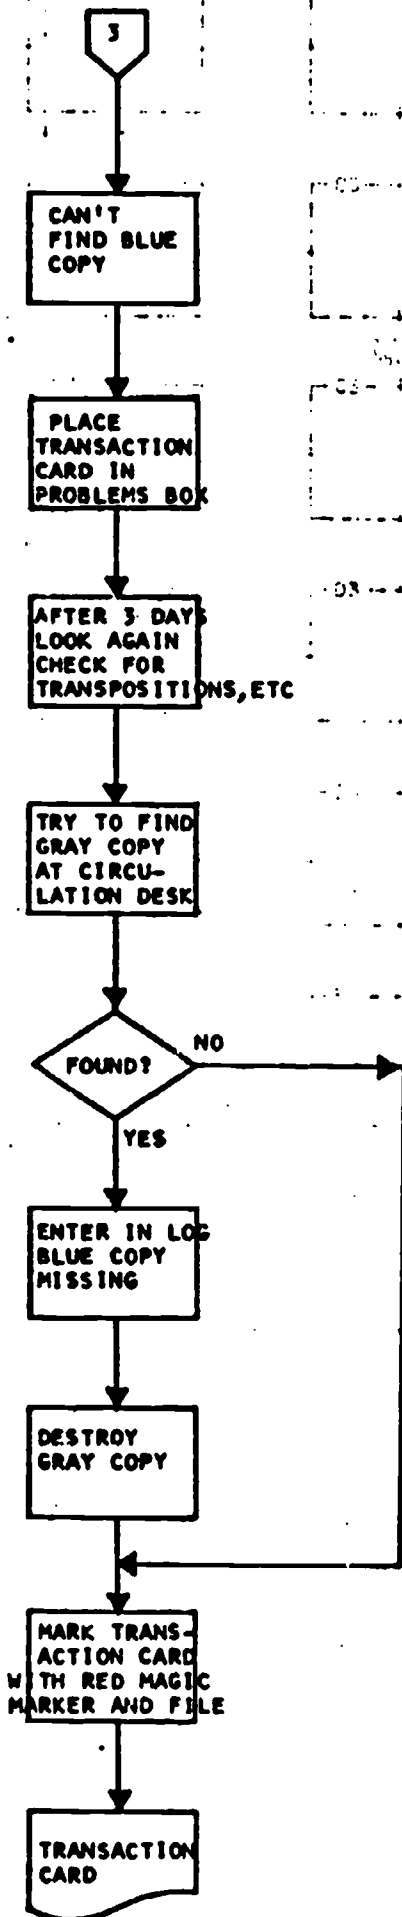 3
CAN'T
FIND BLUE
COPY
PLACE
TRANSACTION
CARD IN
PROBLEMS BOX
AFTER 3 DAYS
LOOK AGAIN
CHECK FOR
TRANSPOSITIONS,ETC
TRY TO FIND
GRAY COPY
AT CIRCU-
LATION DESK
FOUND?
NO
YES
ENTER IN LOG
BLUE COPY
MISSING
DESTROY
GRAY COPY
MARK TRANS-
ACTION CARD
WITH RED MAGIC
MARKER AND FILE
TRANSACTION
CARD